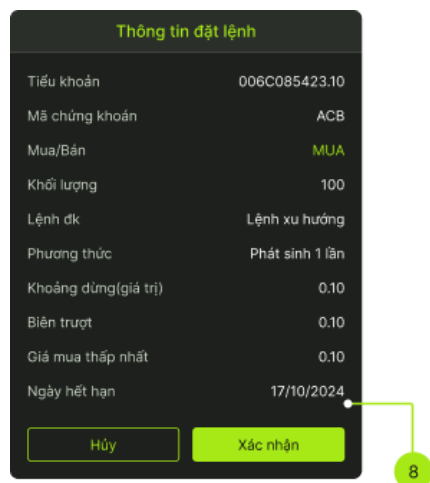 Thông tin đặt lệnh
Tiểu khoản 006C085423.10
Mã chứng khoán ACB
Mua/Bán MUA
Khối lượng 100
Lệnh đk Lệnh xu hướng
Phương thức Phát sinh 1 lần
Khoảng dừng(giá trị) 0.10
Biên trượt 0.10
Giá mua thấp nhất 0.10
Ngày hết hạn 17/10/2024
Hủy Xác nhận
8